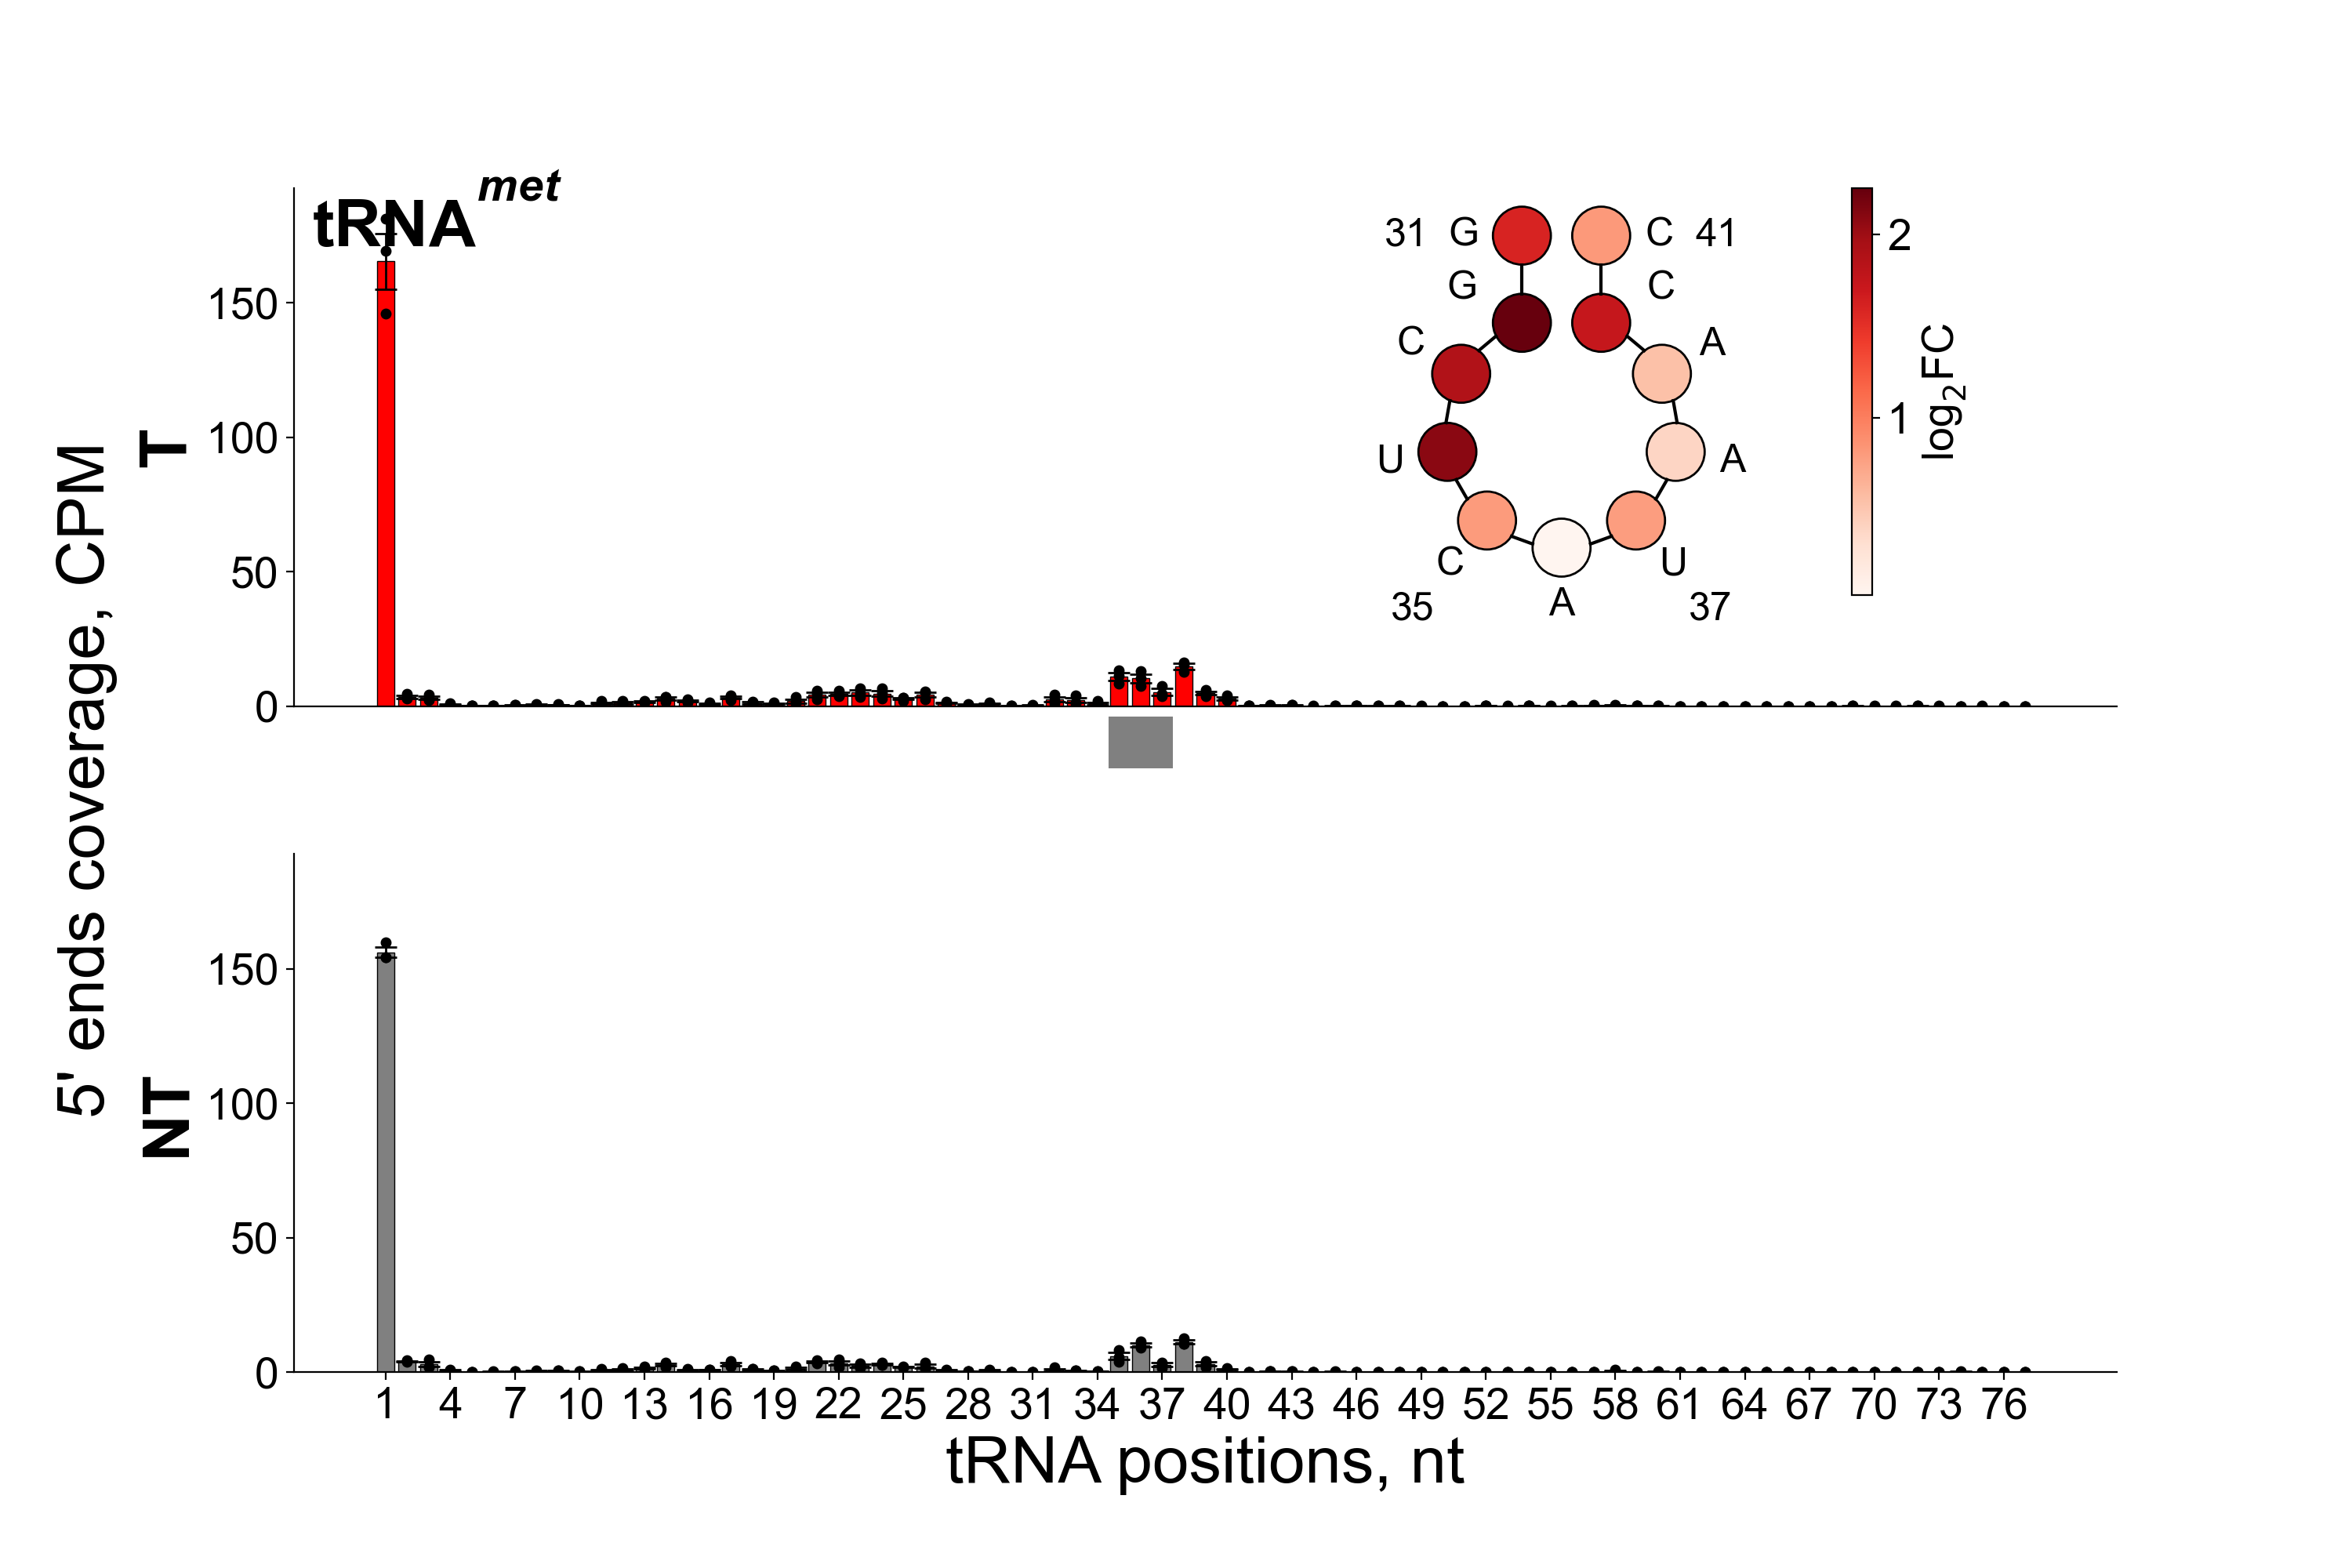 tRNAmet
5' ends coverage, CPM
T
150
100
50
0
31 G C 41
G C
C A
U A
C U
A
35 37
2
1
log2FC
NT
150
100
50
0
1 4 7 10 13 16 19 22 25 28 31 34 37 40 43 46 49 52 55 58 61 64 67 70 73 76
tRNA positions, nt